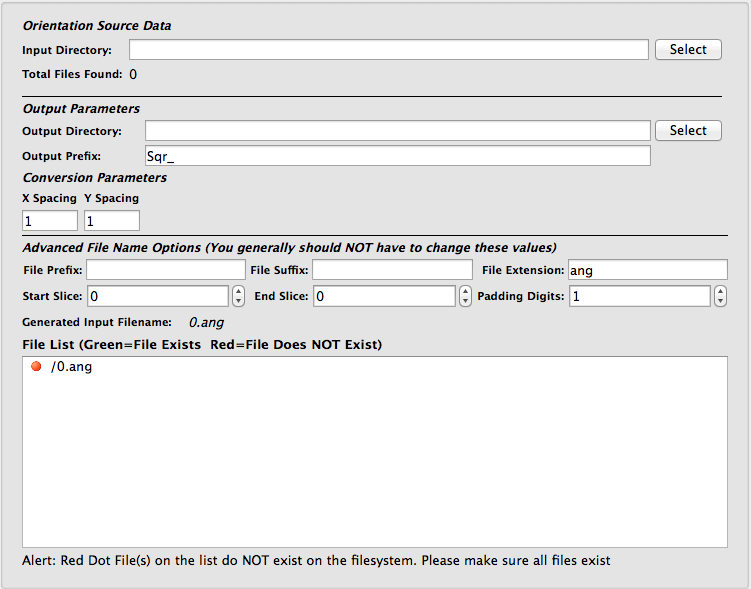 Orientation Source Data
Input Directory: Select
Total Files Found: 0
Output Parameters
Output Directory: Select
Output Prefix: Sqr_
Conversion Parameters
X Spacing Y Spacing
1 1
Advanced File Name Options (You generally should NOT have to change these values)
File Prefix: File Suffix: File Extension: ang
Start Slice: 0 End Slice: 0 Padding Digits: 1
Generated Input Filename: 0.ang
File List (Green=File Exists Red=File Does NOT Exist)
/0.ang
Alert: Red Dot File(s) on the list do NOT exist on the filesystem. Please make sure all files exist